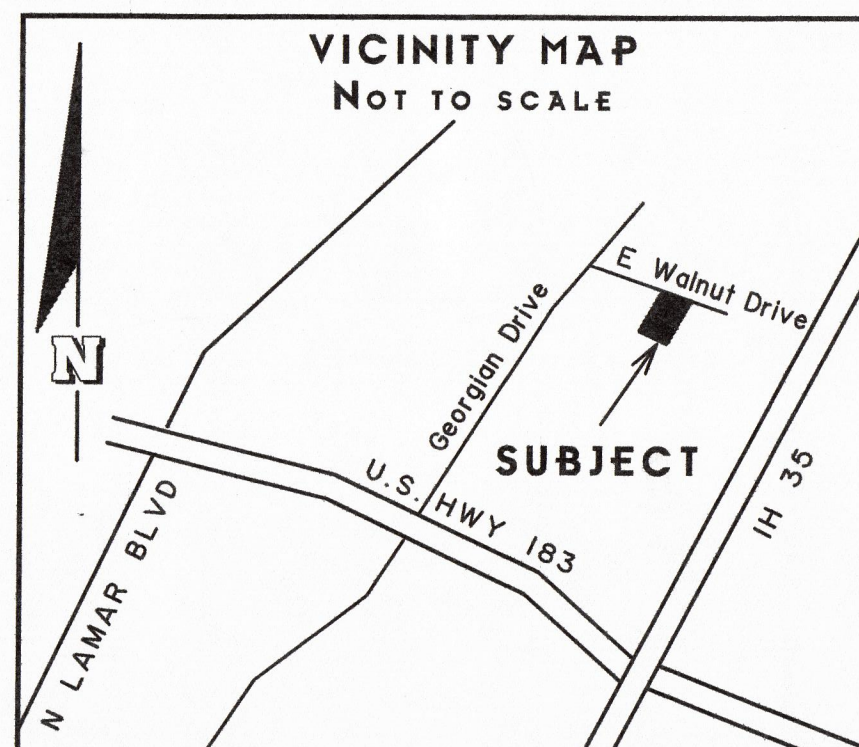 VICINITY MAP
NOT TO SCALE
E Walnut Drive
Georgian Drive
N
SUBJECT
U.S. HWY 183
IH 35
N LAMAR BLVD